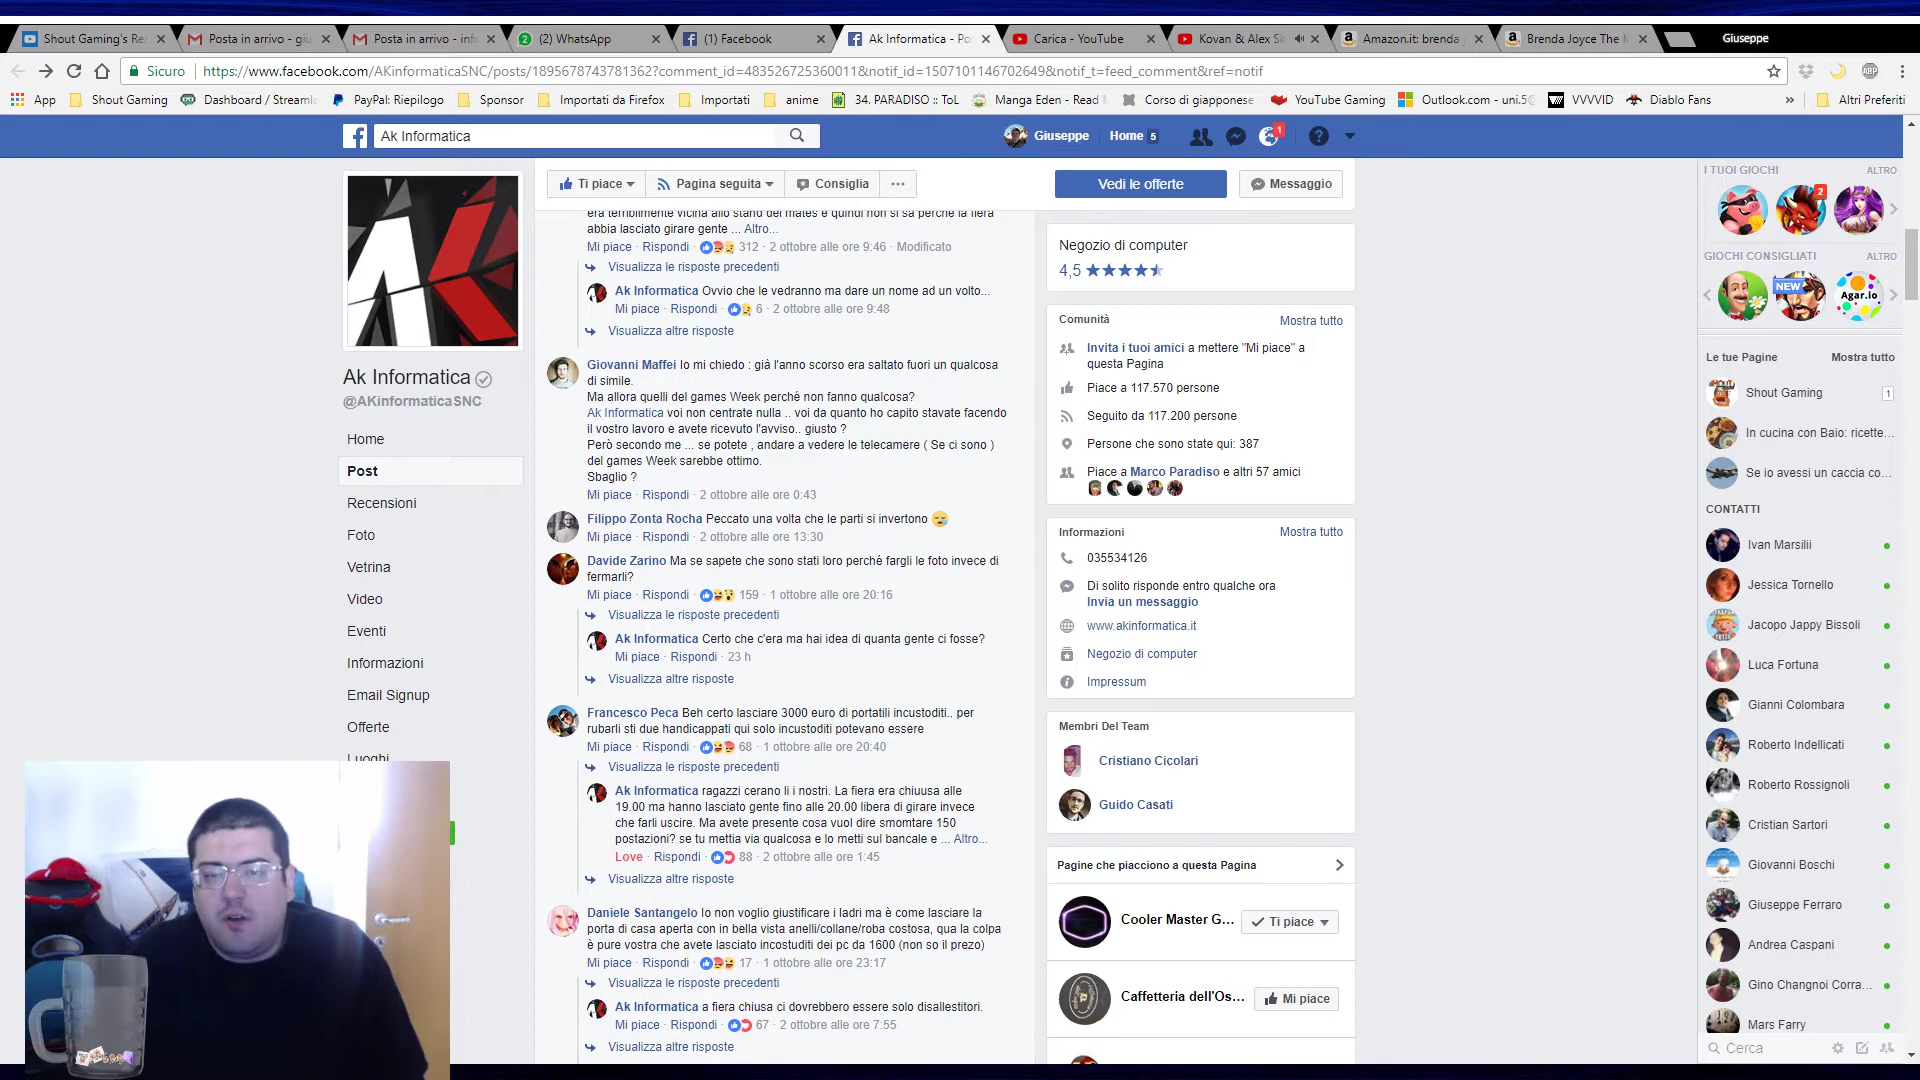 Shout Gaming's Re
Posta in arrivo - giu
Posta in arrivo - inf
(2) WhatsApp
(1) Facebook
Ak Informatica - Po
Carica - YouTube
Kovan & Alex Si
Amazon.it: brenda j
Brenda Joyce The M
Giuseppe
Sicuro
https://www.facebook.com/AKinformaticaSNC/posts/1895678743781362?comment_id=483526725360011&notif_id=1507101146702649&notif_t=feed_comment&ref=notif
App
Shout Gaming
Dashboard / Streaml
PayPal: Riepilogo
Sponsor
Importati da Firefox
Importati
anime
34. PARADISO :: ToL
Manga Eden - Read M
Corso di giapponese
YouTube Gaming
Outlook.com - uni.5@
VVVVID
Diablo Fans
»
Altri Preferiti
Ak Informatica
Giuseppe
Home 5
1
Ti piace
Pagina seguita
Consiglia
Vedi le offerte
Messaggio
Ak Informatica
@AKinformaticaSNC
Home
Post
Recensioni
Foto
Vetrina
Video
Eventi
Informazioni
Email Signup
Offerte
Luoghi
era terribilmente vicina allo stand dei mates e quindi non si sa perchè la fiera
abbia lasciato girare gente ... Altro...
Mi piace · Rispondi · 312 · 2 ottobre alle ore 9:46 · Modificato
Visualizza le risposte precedenti
Ak Informatica Ovvio che le vedranno ma dare un nome ad un volto...
Mi piace · Rispondi · 6 · 2 ottobre alle ore 9:48
Visualizza altre risposte
Giovanni Maffei Io mi chiedo : già l'anno scorso era saltato fuori un qualcosa
di simile.
Ma allora quelli del games Week perché non fanno qualcosa?
Ak Informatica voi non centrate nulla .. voi da quanto ho capito stavate facendo
il vostro lavoro e avete ricevuto l'avviso.. giusto ?
Però secondo me ... se potete , andare a vedere le telecamere ( Se ci sono )
del games Week sarebbe ottimo.
Sbaglio ?
Mi piace · Rispondi · 2 ottobre alle ore 0:43
Filippo Zonta Rocha Peccato una volta che le parti si invertono 😪
Mi piace · Rispondi · 2 ottobre alle ore 13:30
Davide Zarino Ma se sapete che sono stati loro perché fargli le foto invece di
fermarli?
Mi piace · Rispondi · 159 · 1 ottobre alle ore 20:16
Visualizza le risposte precedenti
Ak Informatica Certo che c'era ma hai idea di quanta gente ci fosse?
Mi piace · Rispondi · 23 h
Visualizza altre risposte
Francesco Peca Beh certo lasciare 3000 euro di portatili incustoditi.. per
rubarli sti due handicappati qui solo incustoditi potevano essere
Mi piace · Rispondi · 68 · 1 ottobre alle ore 20:40
Visualizza le risposte precedenti
Ak Informatica ragazzi cerano li i nostri. La fiera era chiuusa alle
19.00 ma hanno lasciato gente fino alle 20.00 libera di girare invece
che farli uscire. Ma avete presente cosa vuol dire smomtare 150
postazioni? se tu mettia via qualcosa e lo metti sul bancale e ... Altro...
Love · Rispondi · 88 · 2 ottobre alle ore 1:45
Visualizza altre risposte
Daniele Santangelo Io non voglio giustificare i ladri ma è come lasciare la
porta di casa aperta con in bella vista anelli/collane/roba costosa, qua la colpa
è pure vostra che avete lasciato incostuditi dei pc da 1600 (non so il prezo)
Mi piace · Rispondi · 17 · 1 ottobre alle ore 23:17
Visualizza le risposte precedenti
Ak Informatica a fiera chiusa ci dovrebbero essere solo disallestitori.
Mi piace · Rispondi · 67 · 2 ottobre alle ore 7:55
Visualizza altre risposte
Negozio di computer
4,5
Comunità
Mostra tutto
Invita i tuoi amici a mettere "Mi piace" a
questa Pagina
Piace a 117.570 persone
Seguito da 117.200 persone
Persone che sono state qui: 387
Piace a Marco Paradiso e altri 57 amici
Informazioni
Mostra tutto
035534126
Di solito risponde entro qualche ora
Invia un messaggio
www.akinformatica.it
Negozio di computer
Impressum
Membri Del Team
Cristiano Cicolari
Guido Casati
Pagine che piacciono a questa Pagina
Cooler Master G...
Ti piace
Caffetteria dell'Os...
Mi piace
I TUOI GIOCHI
ALTRO
2
GIOCHI CONSIGLIATI
ALTRO
NEW
Agar.io
Le tue Pagine
Mostra tutto
Shout Gaming
1
In cucina con Baio: ricette...
Se io avessi un caccia co...
CONTATTI
Ivan Marsilii
Jessica Tornello
Jacopo Jappy Bissoli
Luca Fortuna
Gianni Colombara
Roberto Indellicati
Roberto Rossignoli
Cristian Sartori
Giovanni Boschi
Giuseppe Ferraro
Andrea Caspani
Gino Changnoi Corra...
Mars Farry
Cerca